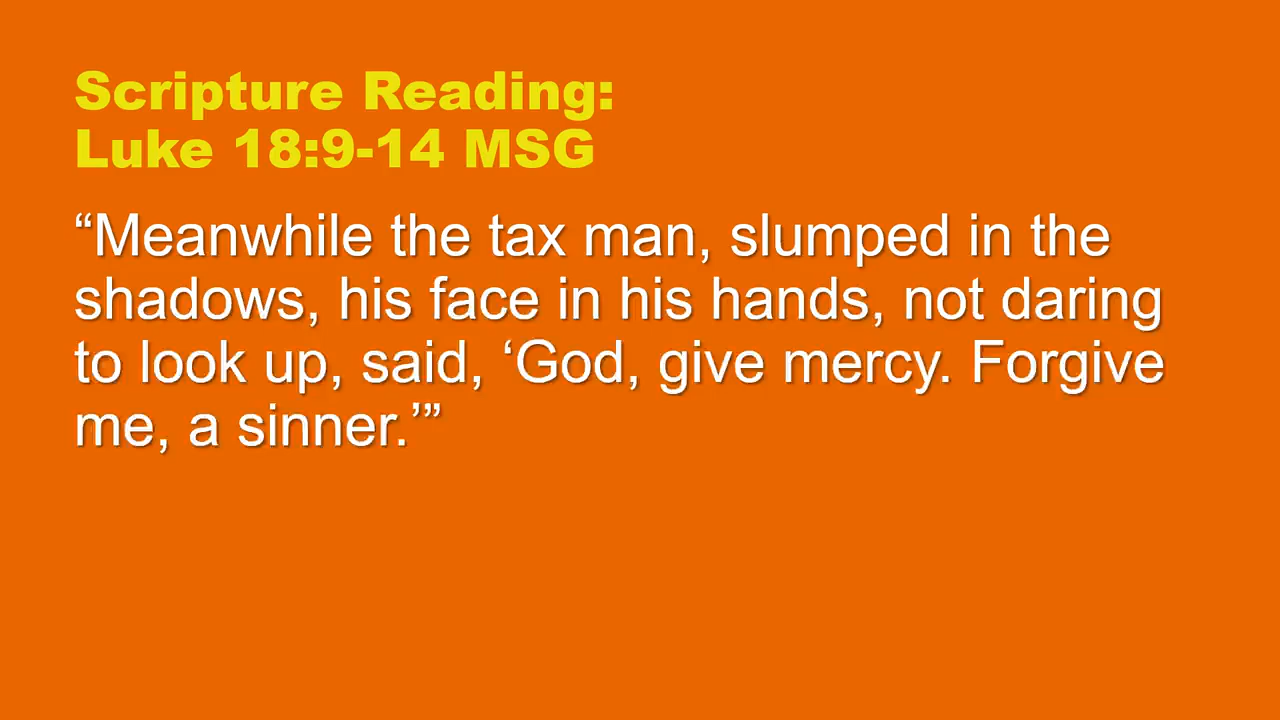 Scripture Reading:
Luke 18:9-14 MSG
“Meanwhile the tax man, slumped in the
shadows, his face in his hands, not daring
to look up, said, ‘God, give mercy. Forgive
me, a sinner.’”